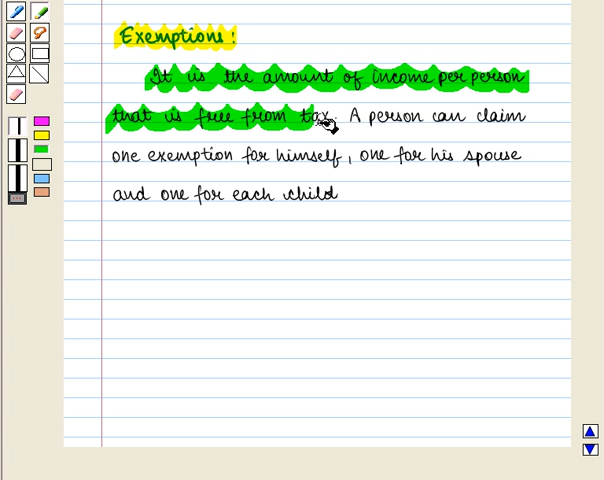 Exemptions:
It is the amount of income per person
that is free from tax. A person can claim
one exemption for himself, one for his spouse
and one for each child